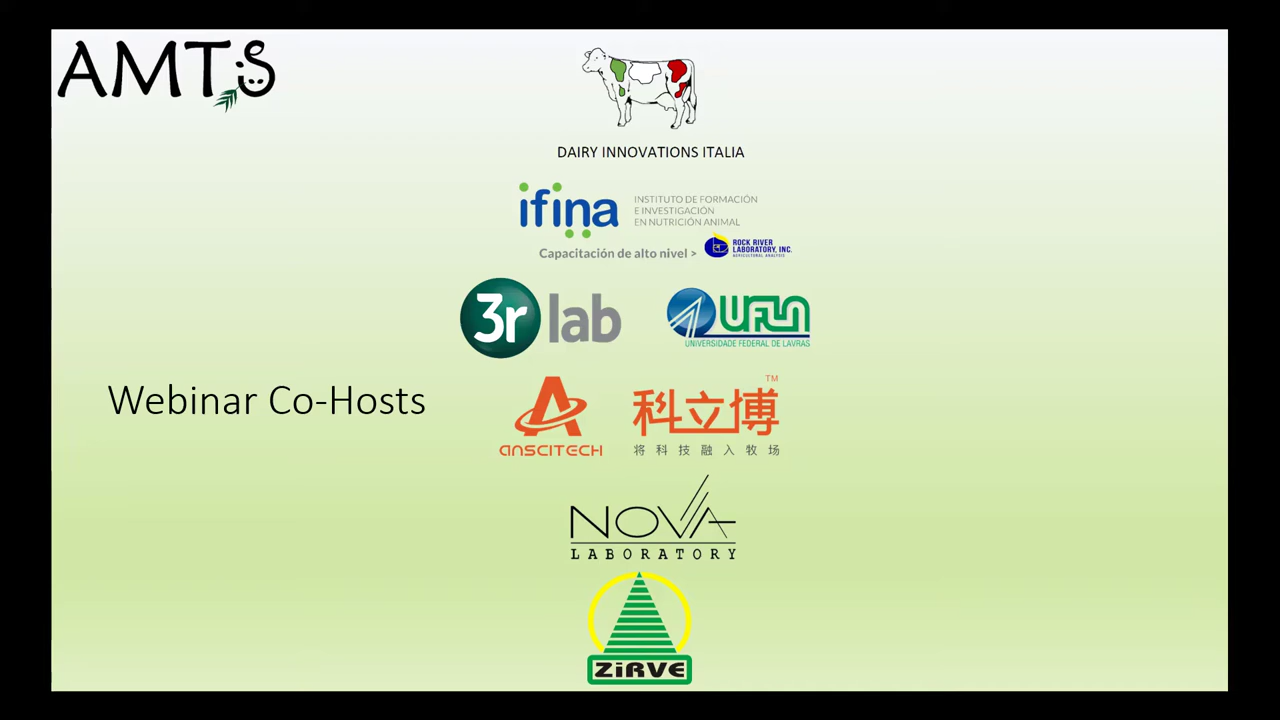 AMTS
DAIRY INNOVATIONS ITALIA
ifina
INSTITUTO DE FORMACIÓN
E INVESTIGACIÓN
EN NUTRICIÓN ANIMAL
Capacitación de alto nivel >
ROCK RIVER
LABORATORY, INC.
AGRICULTURAL ANALYSIS
3r lab
UFLA
UNIVERSIDADE FEDERAL DE LAVRAS
Webinar Co-Hosts
ANSCITECH
科立博 TM
将科技融入牧场
NOVA
LABORATORY
ZiRVE